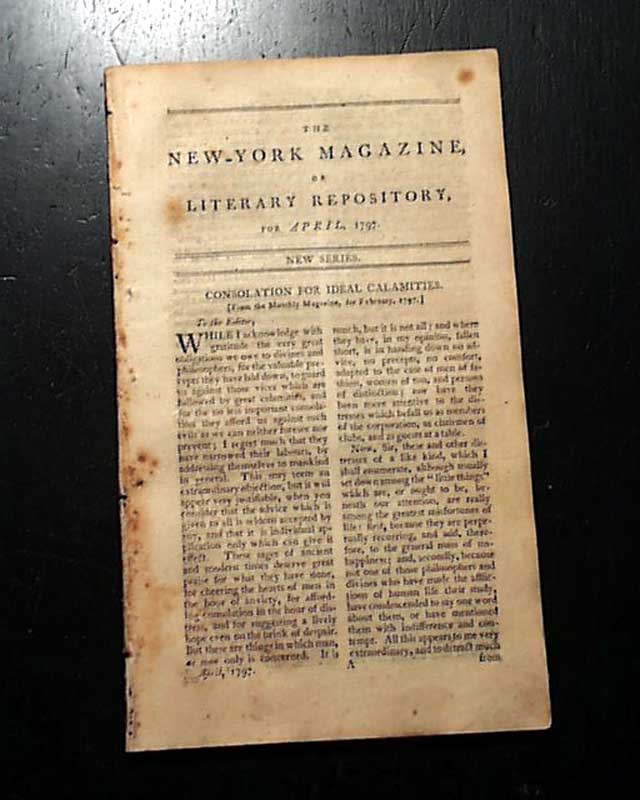 THE
NEW-YORK MAGAZINE,
OR
LITERARY REPOSITORY,
FOR APRIL, 1797.
NEW SERIES.
CONSOLATION FOR IDEAL CALAMITIES.
[From the Monthly Magazine, for February, 1797.]
To the Editor,
WHILE I acknowledge with
gratitude the very great
obligations we owe to divines and
philosophers, for the valuable pre-
cepts they have laid down, to guard
us against those vices which are
followed by great calamities, and
for the no less important consola-
tion they afford us against such
evils as we can neither foresee nor
prevent; I regret much that they
have narrowed their labours, by
addressing themselves to mankind
in general. This may seem an
extraordinary objection, but it will
appear very justifiable, when you
consider that the advice which is
given to all is seldom accepted by
any, and that it is individual ap-
plication only which can give it
effect. These sages of ancient
and modern times deserve great
praise for what they have done,
for cheering the hearts of men in
the hour of anxiety, for afford-
ing consolation in the hour of dis-
tress, and for suggesting a lively
hope even on the brink of despair.
But these are things in which man,
as man only is concerned. It is
April, 1797.
much, but it is not all; and where
they have, in my opinion, fallen
short, is in handing down no ad-
vice, no precepts, no comfort,
adapted to the case of men of fa-
shion, women of ton, and persons
of distinction; nor have they
been more attentive to the dis-
tresses which befall us as members
of the corporation, as chairmen of
clubs, and as guests at a table.
Now, Sir, these and other dis-
tresses of a like kind, which I
shall enumerate, although usually
set down among the "little things"
which are, or ought to be, be-
neath our attention, are really
among the greatest misfortunes of
life: first, because they are perpe-
tually recurring, and add, there-
fore, to the general mass of un-
happiness; and, secondly, because
not one of those philosophers and
divines who have made the afflic-
tions of human life their study,
have condescended to say one word
about them, or have mentioned
them with indifference and con-
tempt. All this appears to me very
extraordinary, and to detract much
A
from